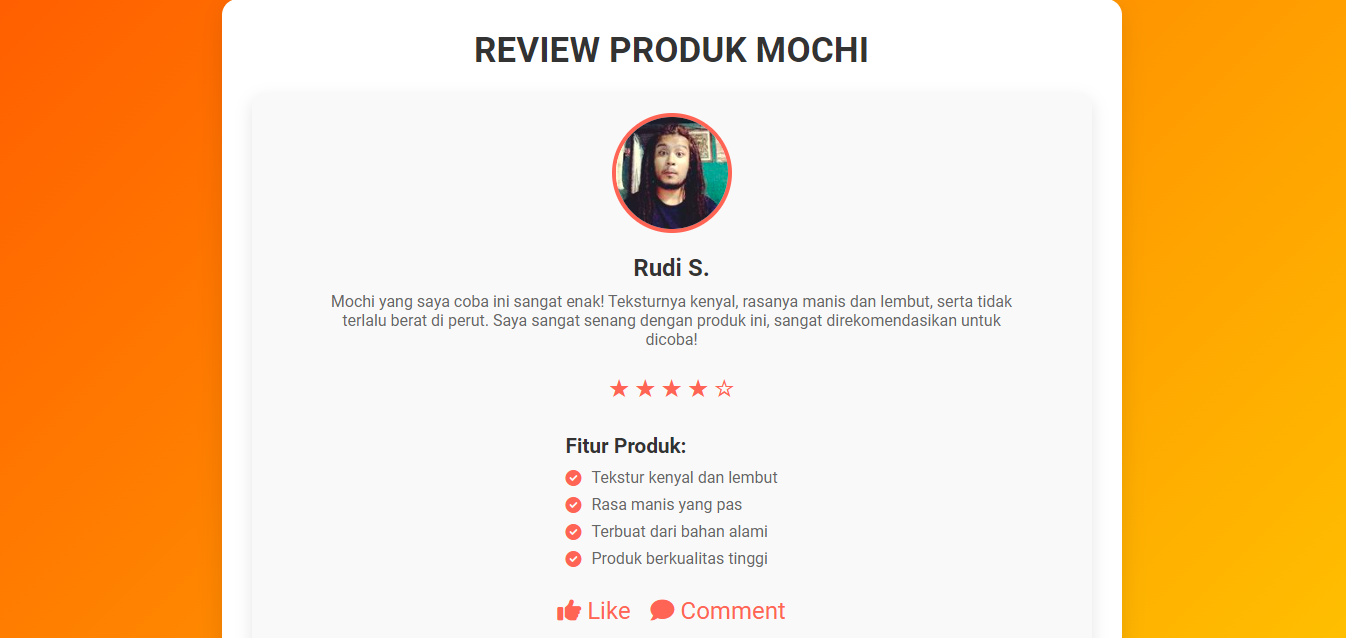 REVIEW PRODUK MOCHI
Rudi S.
Mochi yang saya coba ini sangat enak! Teksturnya kenyal, rasanya manis dan lembut, serta tidak
terlalu berat di perut. Saya sangat senang dengan produk ini, sangat direkomendasikan untuk
dicoba!
★ ★ ★ ★ ☆
Fitur Produk:
Tekstur kenyal dan lembut
Rasa manis yang pas
Terbuat dari bahan alami
Produk berkualitas tinggi
Like Comment